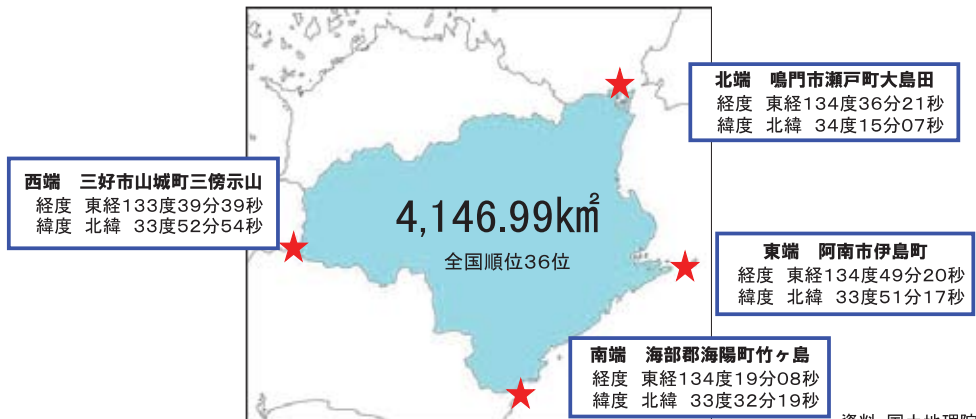 北端 鳴門市瀬戸町大島田
経度 東経134度36分21秒
緯度 北緯 34度15分07秒
西端 三好市山城町三傍示山
経度 東経133度39分39秒
緯度 北緯 33度52分54秒
4,146.99k㎡
全国順位36位
東端 阿南市伊島町
経度 東経134度49分20秒
緯度 北緯 33度51分17秒
南端 海部郡海陽町竹ヶ島
経度 東経134度19分08秒
緯度 北緯 33度32分19秒
資料 国土地理院